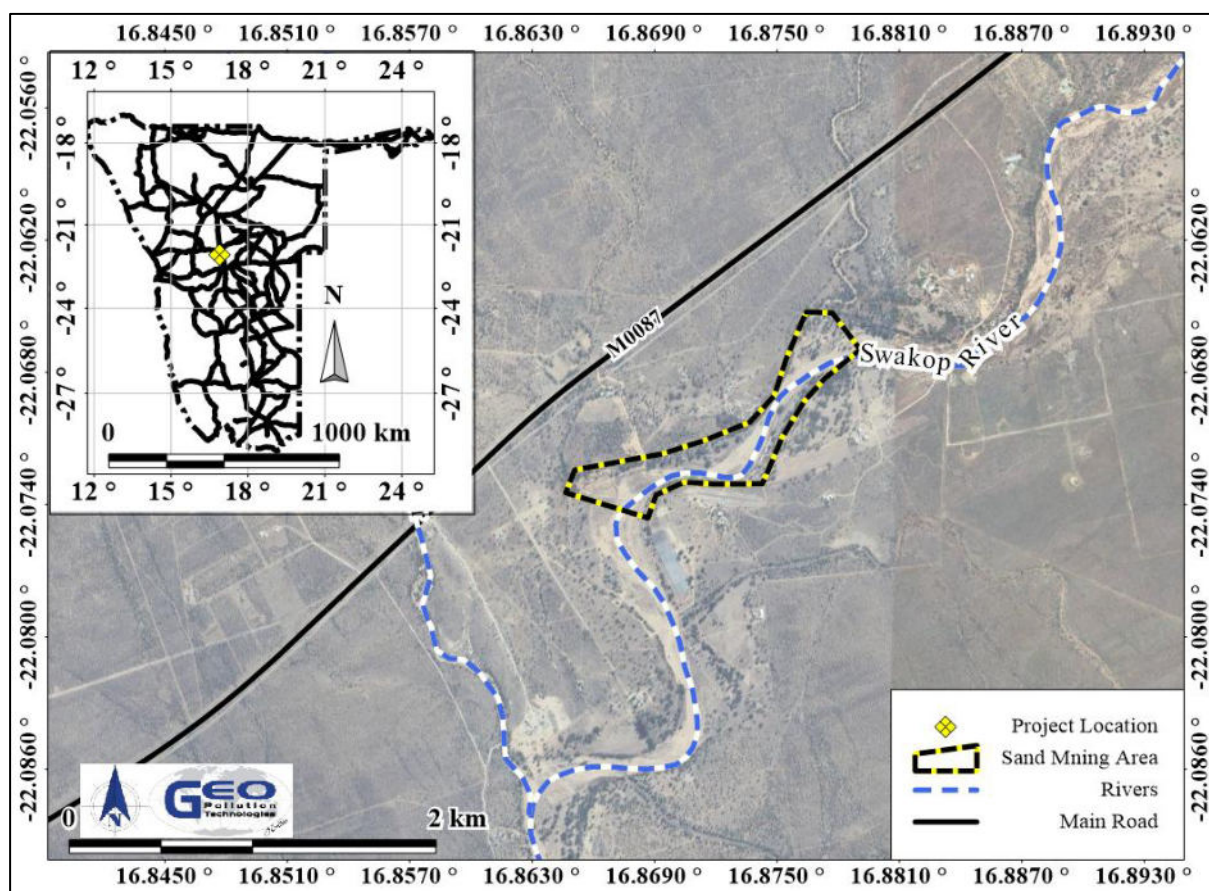 16.8450 ° 16.8510 ° 16.8570 ° 16.8630 ° 16.8690 ° 16.8750 ° 16.8810 ° 16.8870 ° 16.8930 °
12 ° 15 ° 18 ° 21 ° 24 °
-18 °
-21 °
-24 °
-27 °
-18 °
-21 °
-24 °
-27 °
N
0 1000 km
12 ° 15 ° 18 ° 21 ° 24 °
-22.0560 °
-22.0620 °
-22.0680 °
-22.0740 °
-22.0800 °
-22.0860 °
M0087
Swakop River
-22.0560 °
-22.0620 °
-22.0680 °
-22.0740 °
-22.0800 °
-22.0860 °
Project Location
Sand Mning Area
Rivers
Main Road
N
GEO
Pollution
Technologies
0 2 km
16.8450 ° 16.8510 ° 16.8570 ° 16.8630 ° 16.8690 ° 16.8750 ° 16.8810 ° 16.8870 ° 16.8930 °